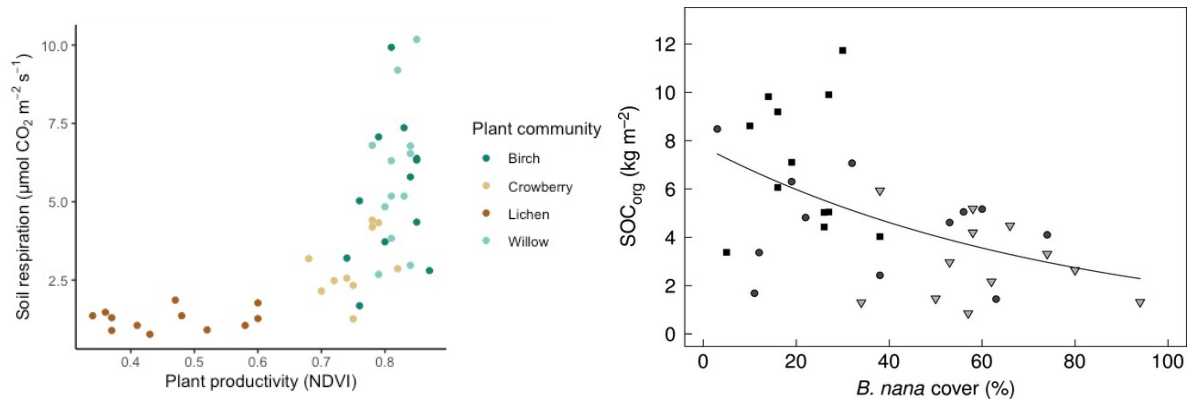 Soil respiration (µmol CO₂ m⁻² s⁻¹)
10.0
7.5
5.0
2.5
0.4
0.5
0.6
0.7
0.8
Plant productivity (NDVI)
Plant community
Birch
Crowberry
Lichen
Willow
SOCorg (kg m⁻²)
12
10
8
6
4
2
0
0
20
40
60
80
100
B. nana cover (%)